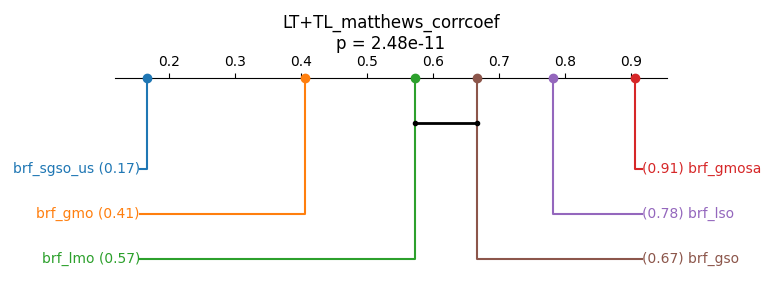 LT+TL_matthews_corrcoef
p = 2.48e-11
0.2 0.3 0.4 0.5 0.6 0.7 0.8 0.9
brf_sgso_us (0.17) (0.91) brf_gmosa
brf_gmo (0.41) (0.78) brf_lso
brf_lmo (0.57) (0.67) brf_gso